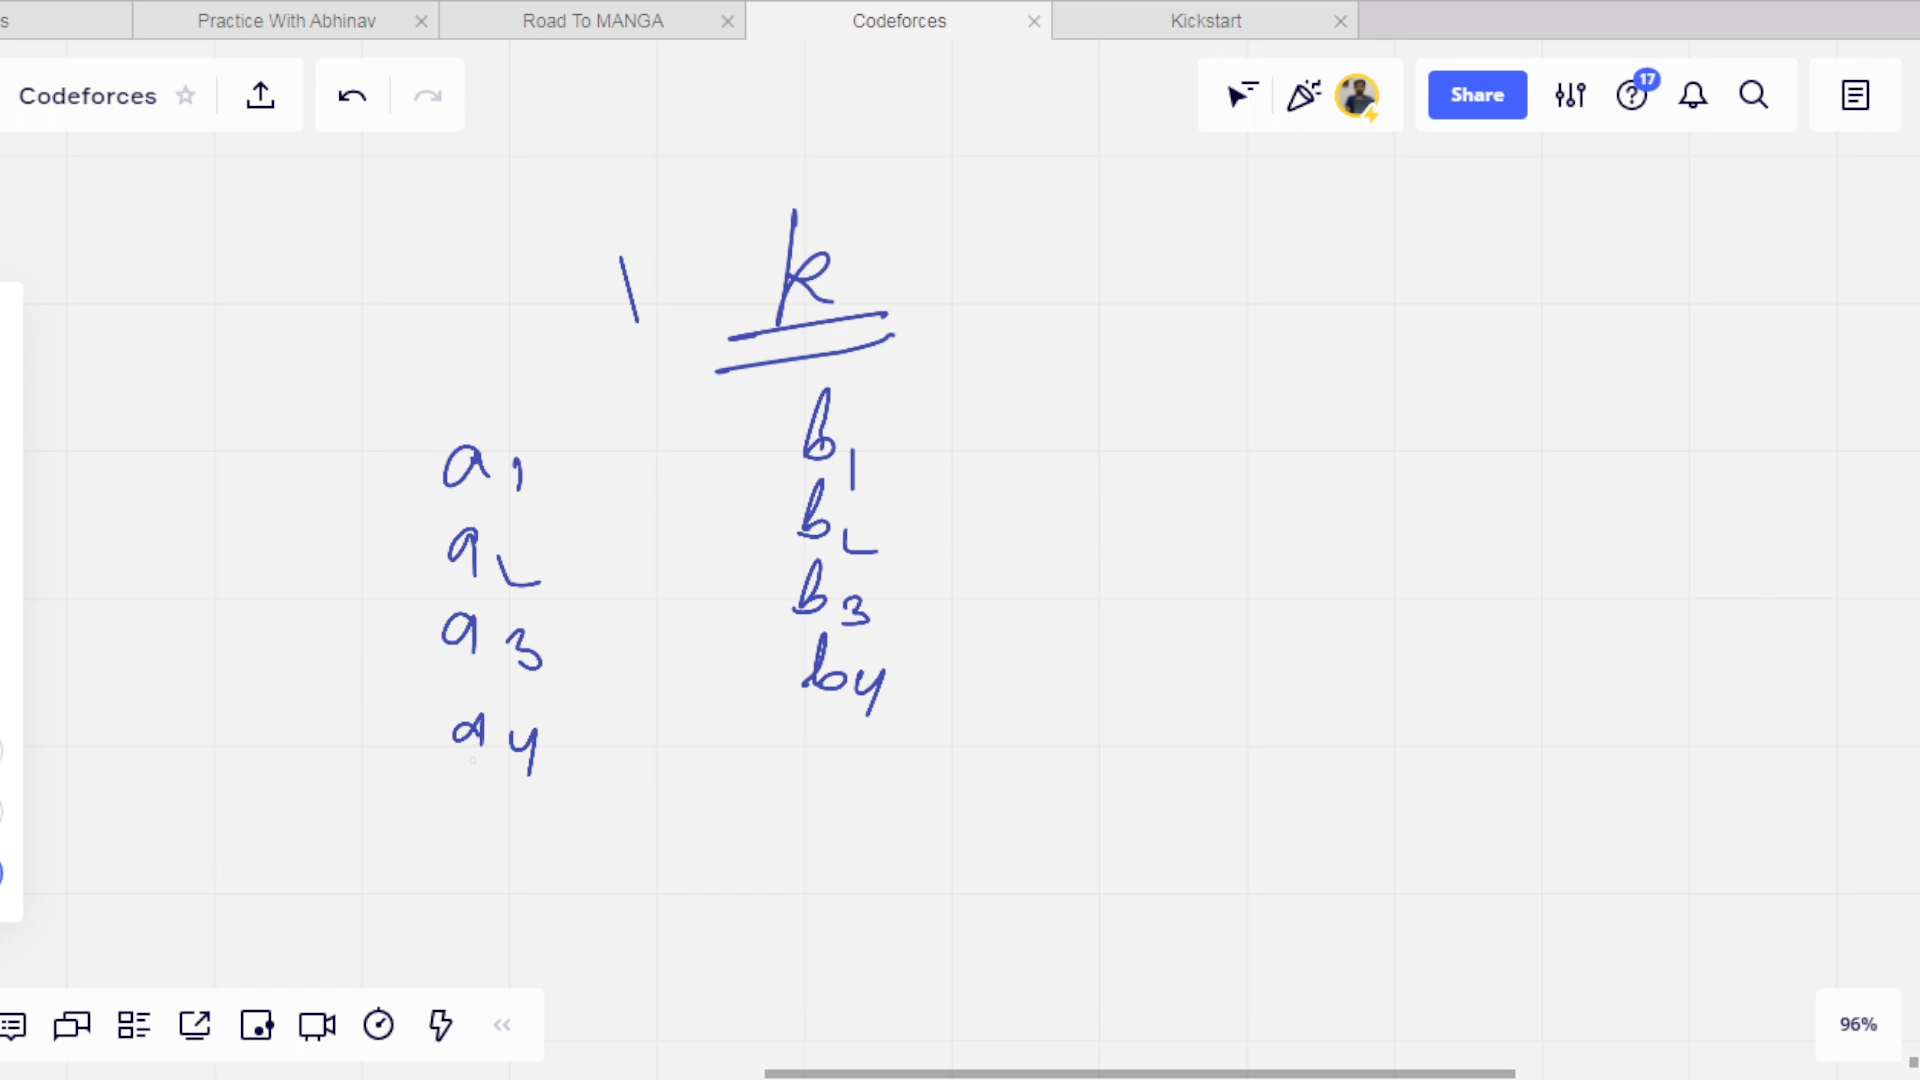 s Practice With Abhinav Road To MANGA Codeforces Kickstart
Codeforces Share 17
1 k
a1 b1
a2 b2
a3 b3
a4 b4
96%